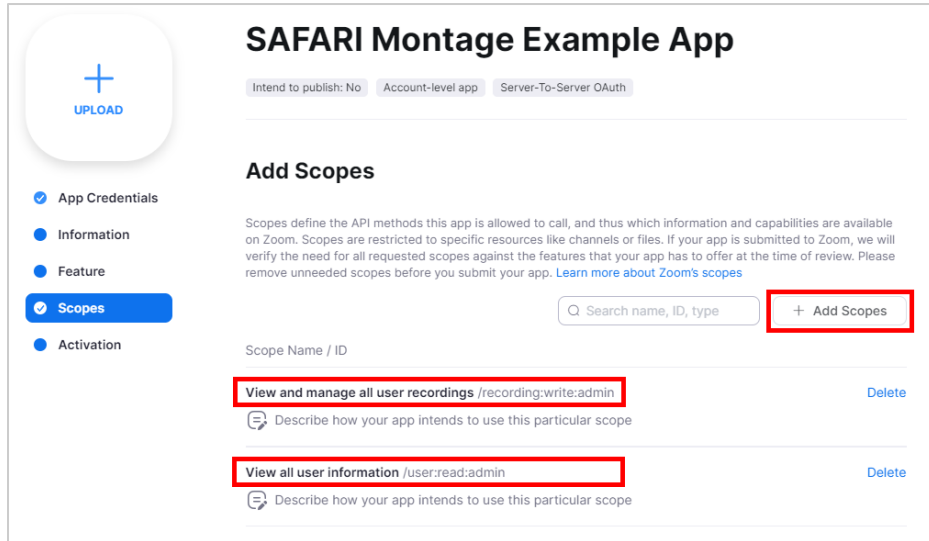 UPLOAD
App Credentials
Information
Feature
Scopes
Activation
SAFARI Montage Example App
Intend to publish: No Account-level app Server-To-Server OAuth
Add Scopes
Scopes define the API methods this app is allowed to call, and thus which information and capabilities are available
on Zoom. Scopes are restricted to specific resources like channels or files. If your app is submitted to Zoom, we will
verify the need for all requested scopes against the features that your app has to offer at the time of review. Please
remove unneeded scopes before you submit your app. Learn more about Zoom's scopes
Search name, ID, type + Add Scopes
Scope Name / ID
View and manage all user recordings /recording:write:admin Delete
Describe how your app intends to use this particular scope
View all user information /user:read:admin Delete
Describe how your app intends to use this particular scope